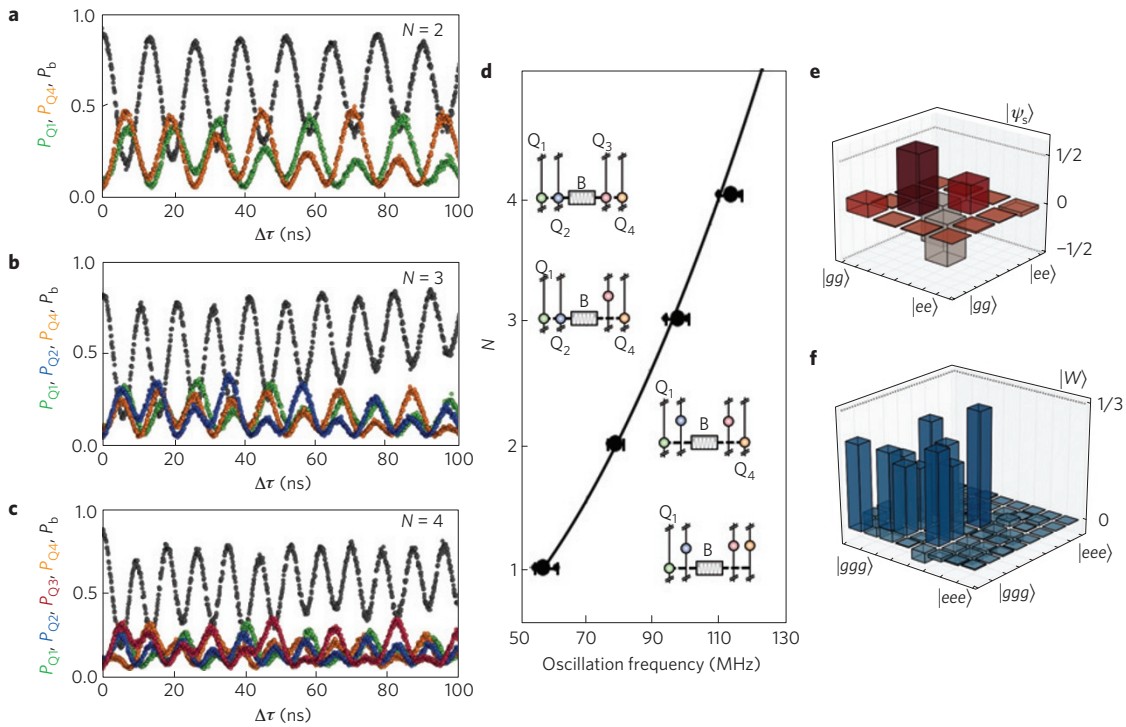 a
1.0
0.5
0.0
P_Q1, P_Q4, P_b
N = 2
0 20 40 60 80 100
Δτ (ns)
b
1.0
0.5
0.0
P_Q1, P_Q2, P_Q4, P_b
N = 3
0 20 40 60 80 100
Δτ (ns)
c
1.0
0.5
0.0
P_Q1, P_Q2, P_Q3, P_Q4, P_b
N = 4
0 20 40 60 80 100
Δτ (ns)
d
N
4
3
2
1
Q₁ Q₃
B
Q₂ Q₄
Q₁
B
Q₂ Q₄
Q₁
B
Q₄
Q₁
B
50 70 90 110 130
Oscillation frequency (MHz)
e
|ψₛ⟩
1/2
0
−1/2
|gg⟩ |ee⟩
|ee⟩ |gg⟩
f
|W⟩
1/3
0
|ggg⟩ |eee⟩
|eee⟩ |ggg⟩